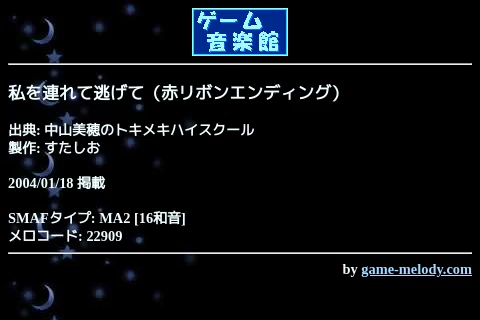 ゲーム
音楽館
私を連れて逃げて（赤リボンエンディング）
出典: 中山美穂のトキメキハイスクール
製作: すたしお
2004/01/18 掲載
SMAFタイプ: MA2 [16和音]
メロコード: 22909
by game-melody.com